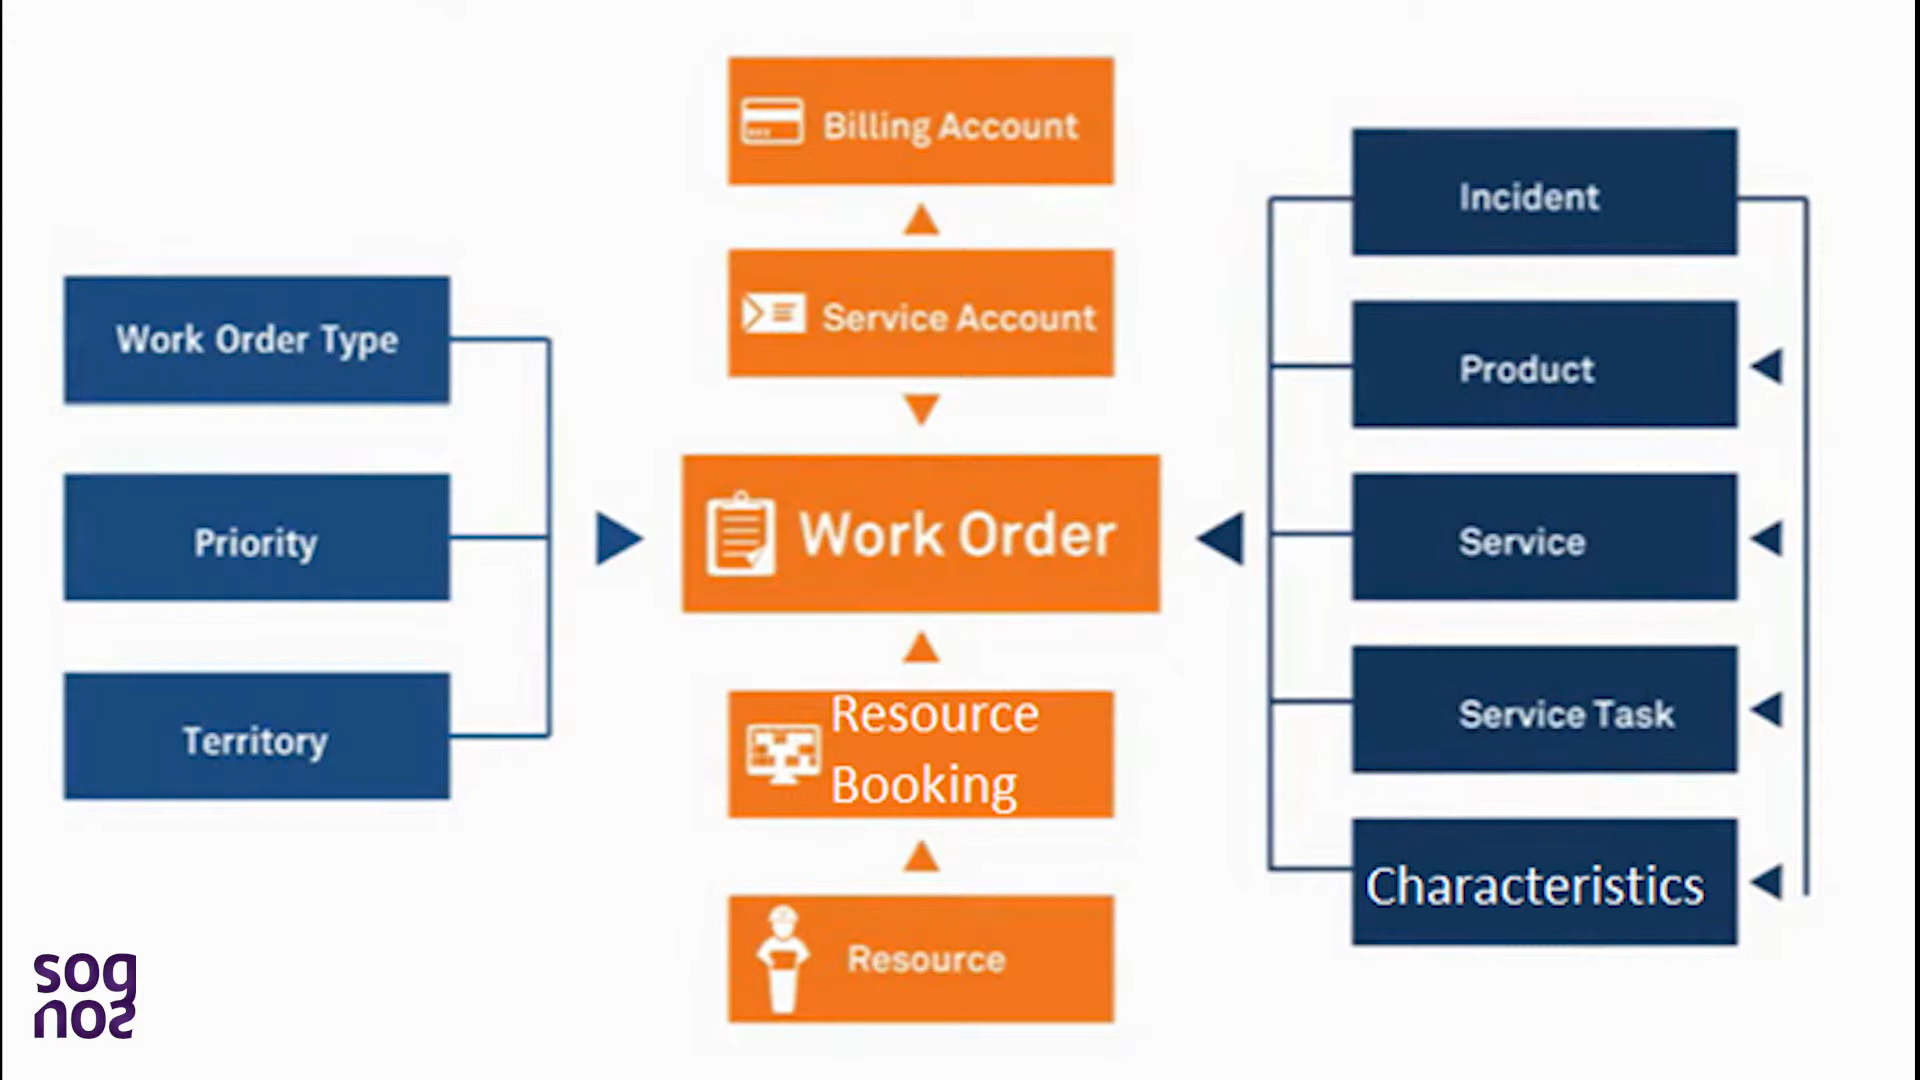 Work Order Type
Priority
Territory
Billing Account
Service Account
Work Order
Resource
Booking
Resource
Incident
Product
Service
Service Task
Characteristics
sog
nos